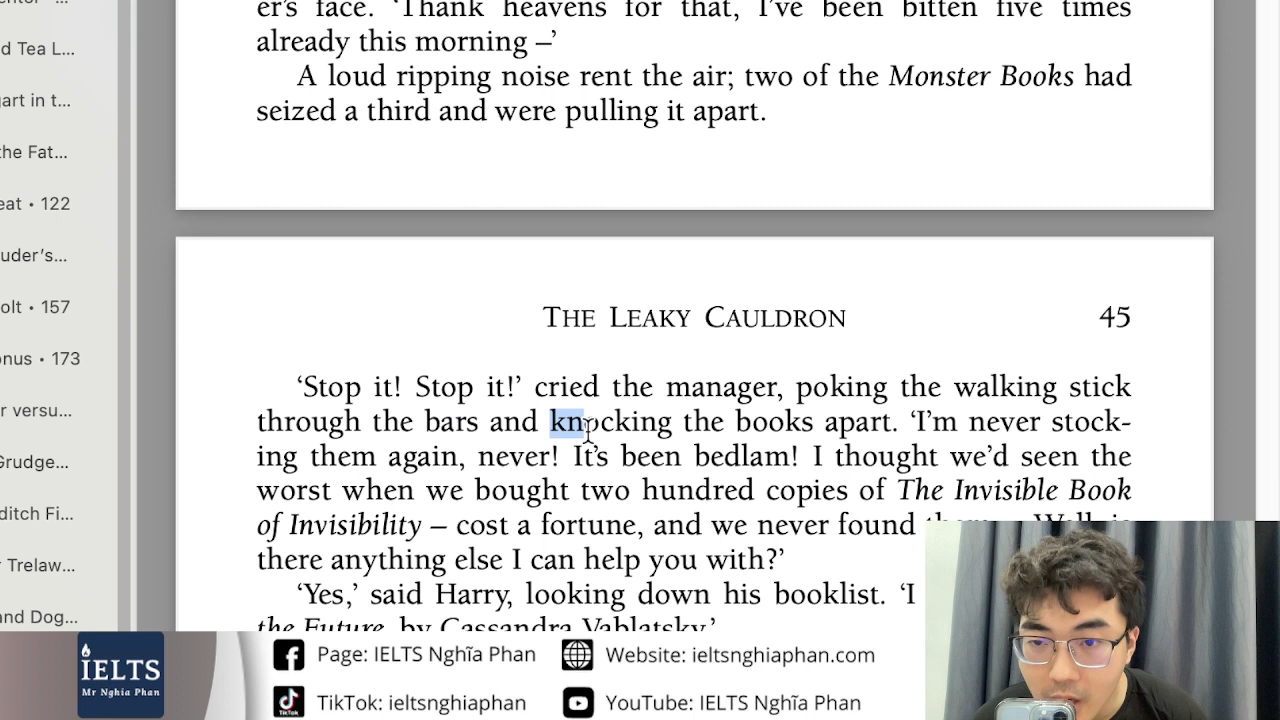 er's face. 'Thank heavens for that, I've been bitten five times
already this morning –'
A loud ripping noise rent the air; two of the Monster Books had
seized a third and were pulling it apart.
THE LEAKY CAULDRON 45
'Stop it! Stop it!' cried the manager, poking the walking stick
through the bars and knocking the books apart. 'I'm never stock-
ing them again, never! It's been bedlam! I thought we'd seen the
worst when we bought two hundred copies of The Invisible Book
of Invisibility – cost a fortune, and we never found
there anything else I can help you with?'
'Yes,' said Harry, looking down his booklist. 'I
the Future, by Cassandra Vablatsky.'
d Tea L...
gart in t...
the Fat...
eat • 122
uder's...
olt • 157
onus • 173
r versu...
Grudge...
ditch Fi...
r Trelaw...
and Dog...
IELTS
Mr Nghia Phan
Page: IELTS Nghĩa Phan
Website: ieltsnghiaphan.com
TikTok: ieltsnghiaphan
YouTube: IELTS Nghĩa Phan
TikTok